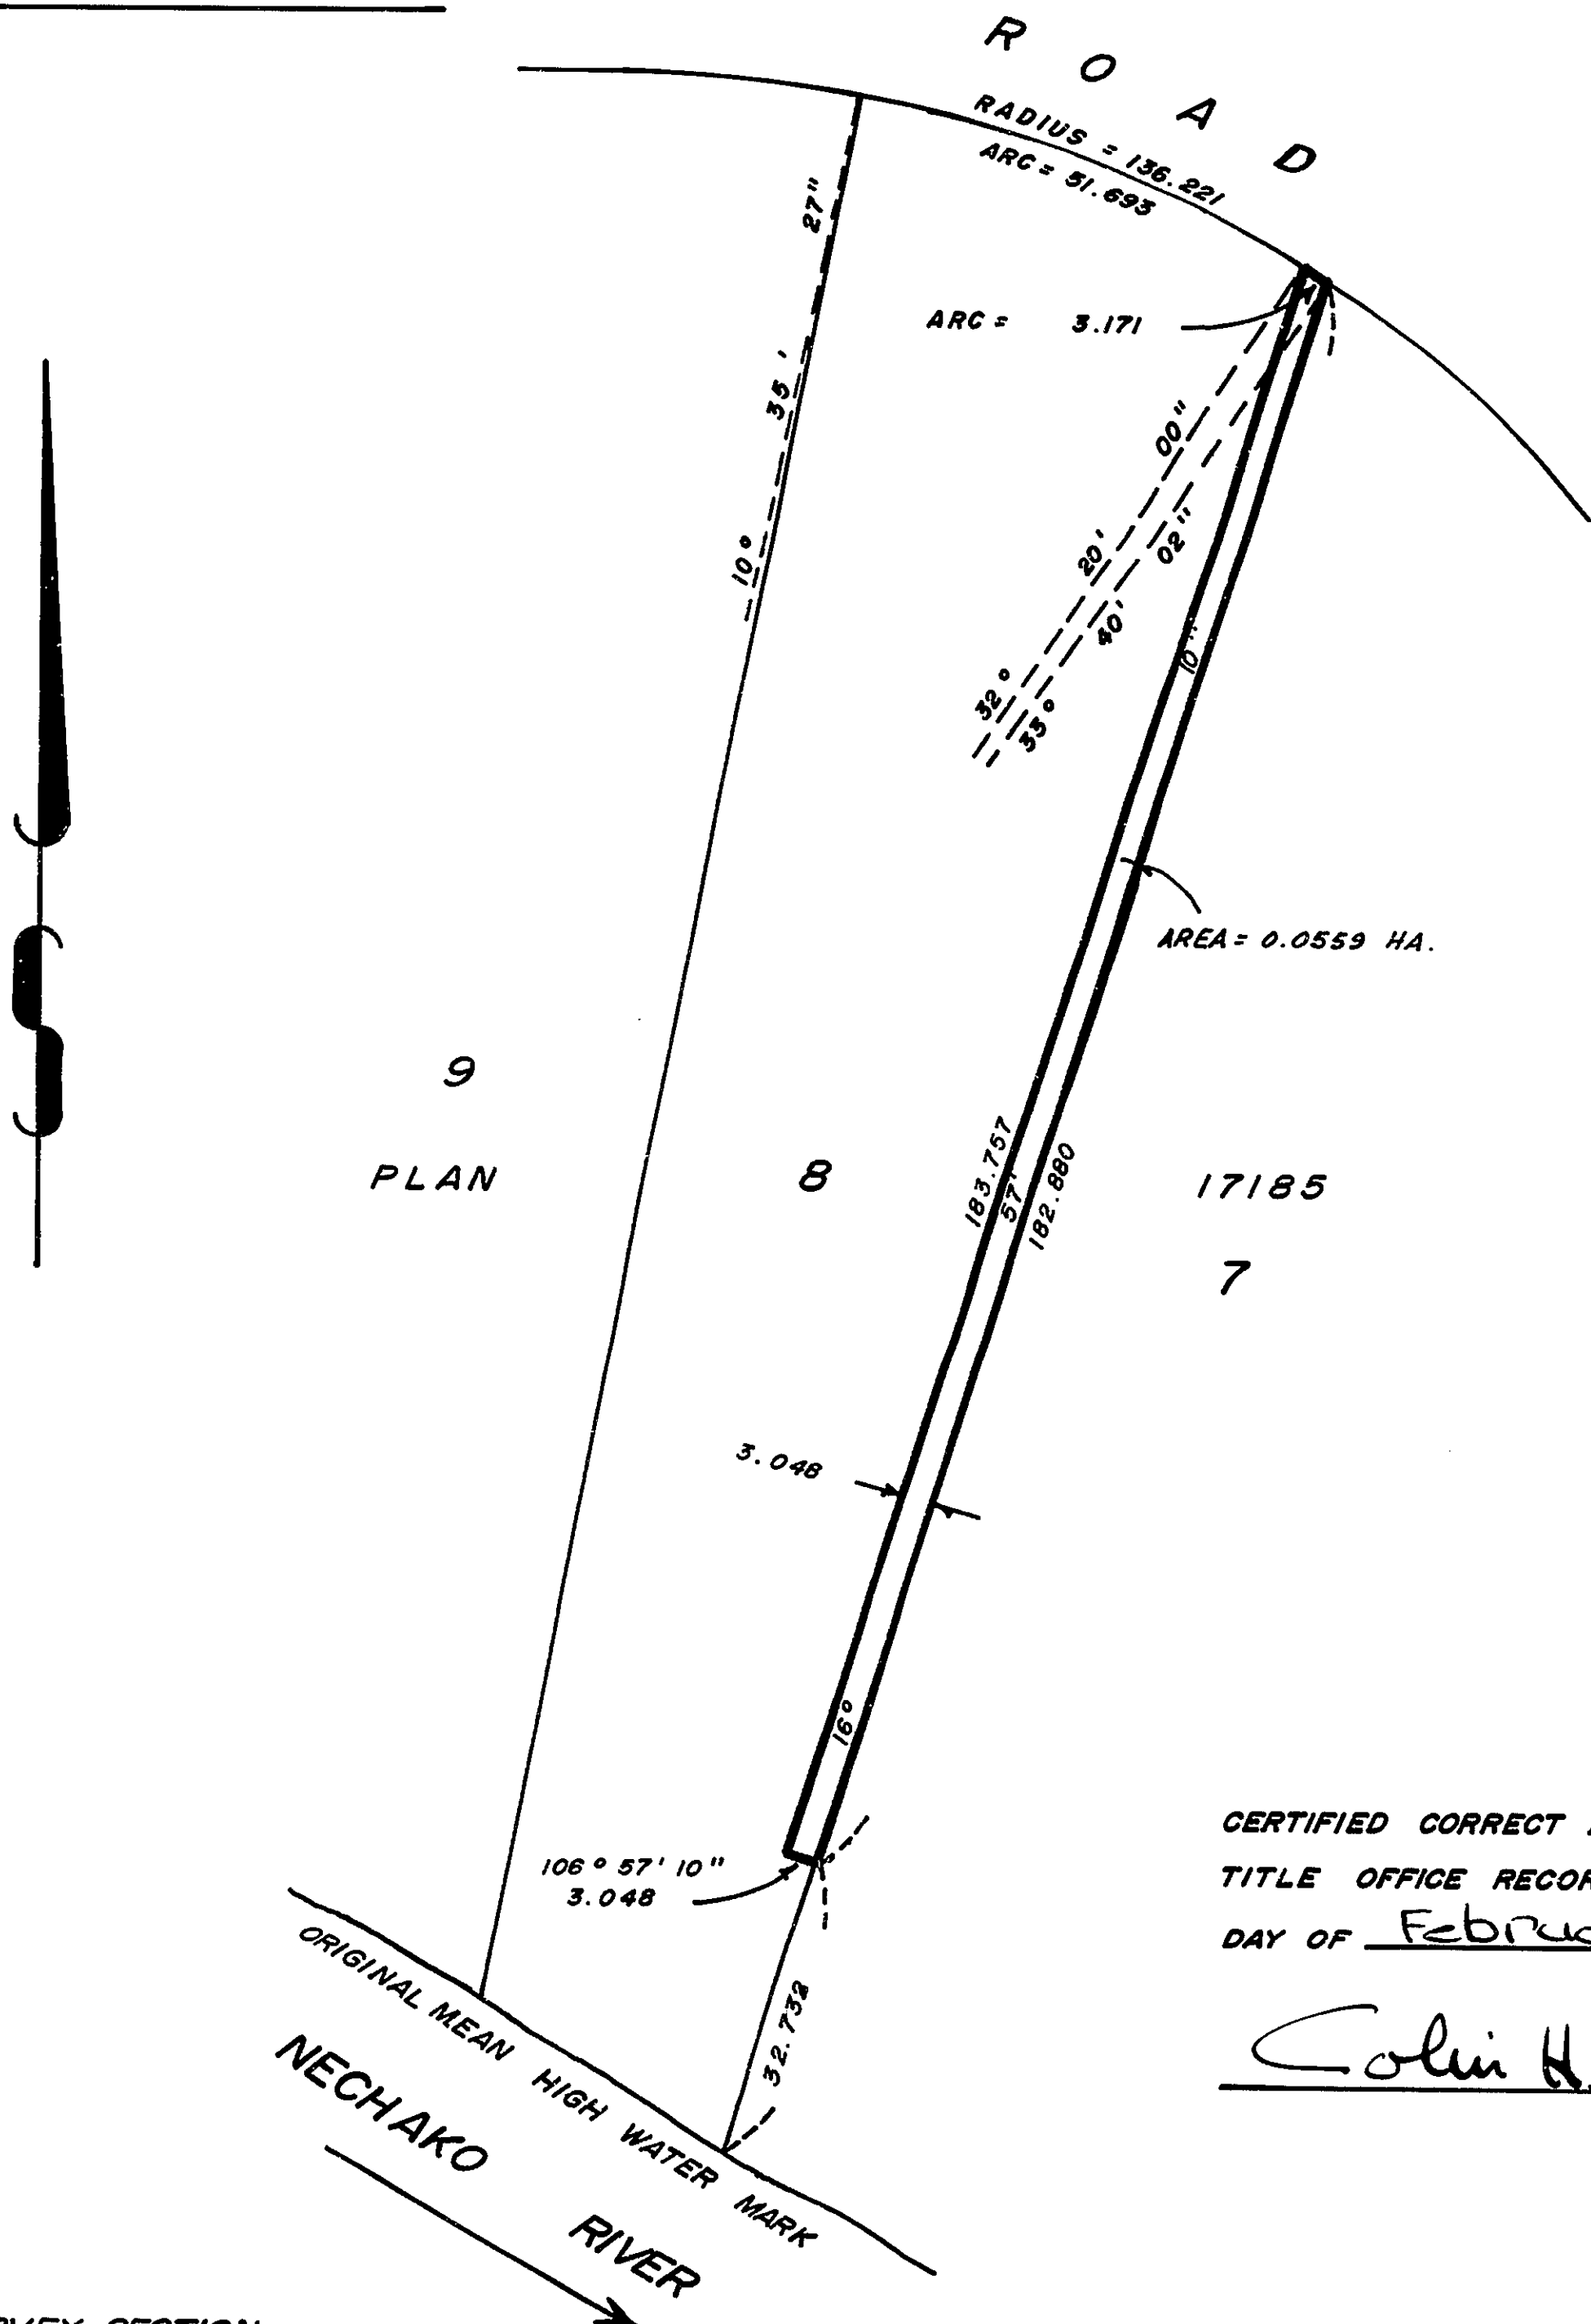 ROAD
RADIUS = 136.221
ARC = 51.693
ARC = 3.171
10° 35' 27"
32° 20' 00"
33° 40' 02"
16° 57' 10"
AREA = 0.0559 HA.
9
PLAN
8
17185
7
183.757
182.880
3.048
106° 57' 10"
3.048
32.732
ORIGINAL MEAN HIGH WATER MARK
NECHAKO RIVER
CERTIFIED CORRECT
TITLE OFFICE RECOR
DAY OF Februa
Colin H.
SECTION